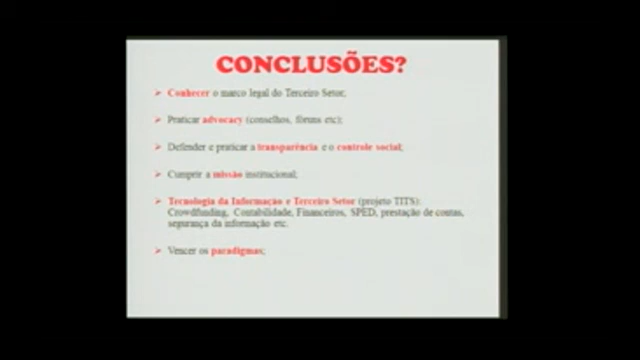 CONCLUSÕES?
Conhecer o marco legal do Terceiro Setor;
Praticar advocacy (conselhos, fóruns etc);
Defender e praticar a transparência e o controle social;
Cumprir a missão institucional;
Tecnologia da Informação e Terceiro Setor (projeto TITS):
Crowdfunding, Contabilidade, Financeiros, SPED, prestação de contas,
segurança da informação etc.
Vencer os paradigmas;